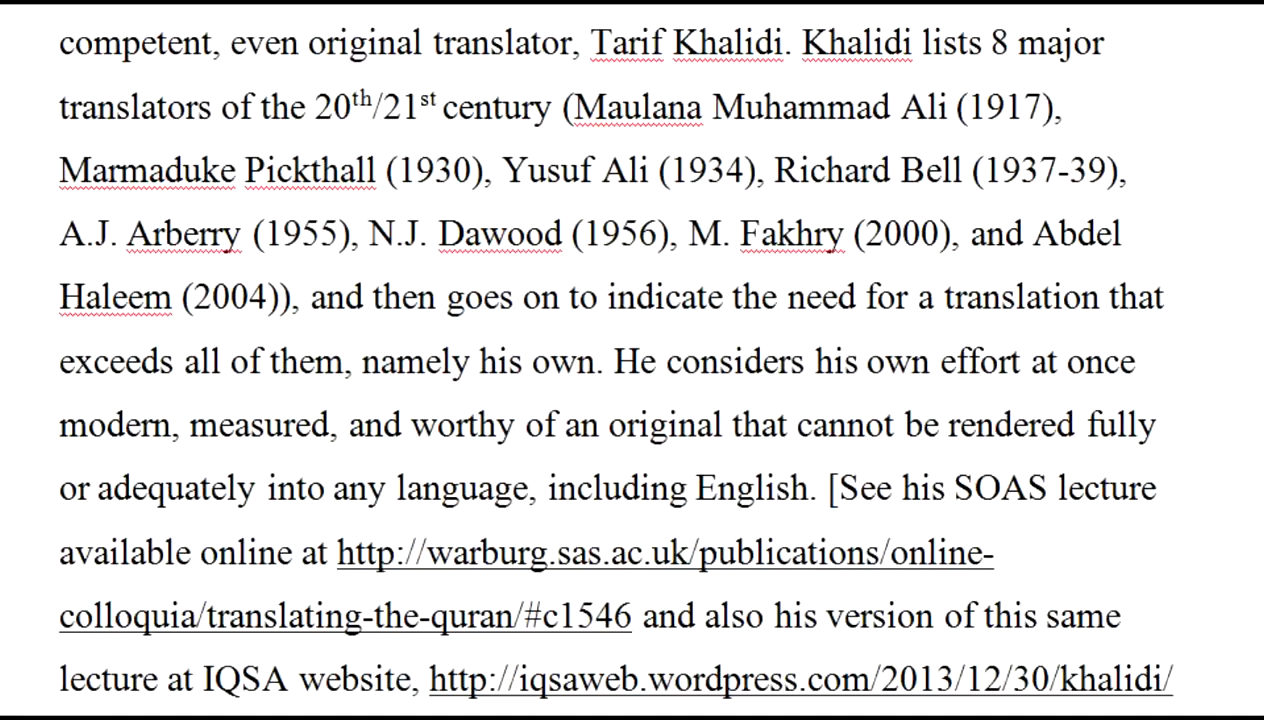 competent, even original translator, Tarif Khalidi. Khalidi lists 8 major
translators of the 20th/21st century (Maulana Muhammad Ali (1917),
Marmaduke Pickthall (1930), Yusuf Ali (1934), Richard Bell (1937-39),
A.J. Arberry (1955), N.J. Dawood (1956), M. Fakhry (2000), and Abdel
Haleem (2004)), and then goes on to indicate the need for a translation that
exceeds all of them, namely his own. He considers his own effort at once
modern, measured, and worthy of an original that cannot be rendered fully
or adequately into any language, including English. [See his SOAS lecture
available online at http://warburg.sas.ac.uk/publications/online-
colloquia/translating-the-quran/#c1546 and also his version of this same
lecture at IQSA website, http://iqsaweb.wordpress.com/2013/12/30/khalidi/